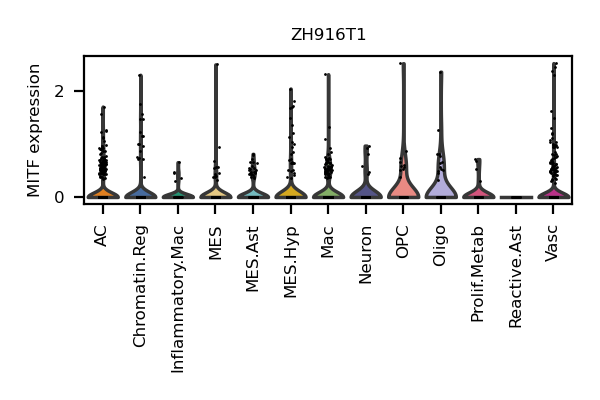 ZH916T1
MITF expression
2
0
AC
Chromatin.Reg
Inflammatory.Mac
MES
MES.Ast
MES.Hyp
Mac
Neuron
OPC
Oligo
Prolif.Metab
Reactive.Ast
Vasc